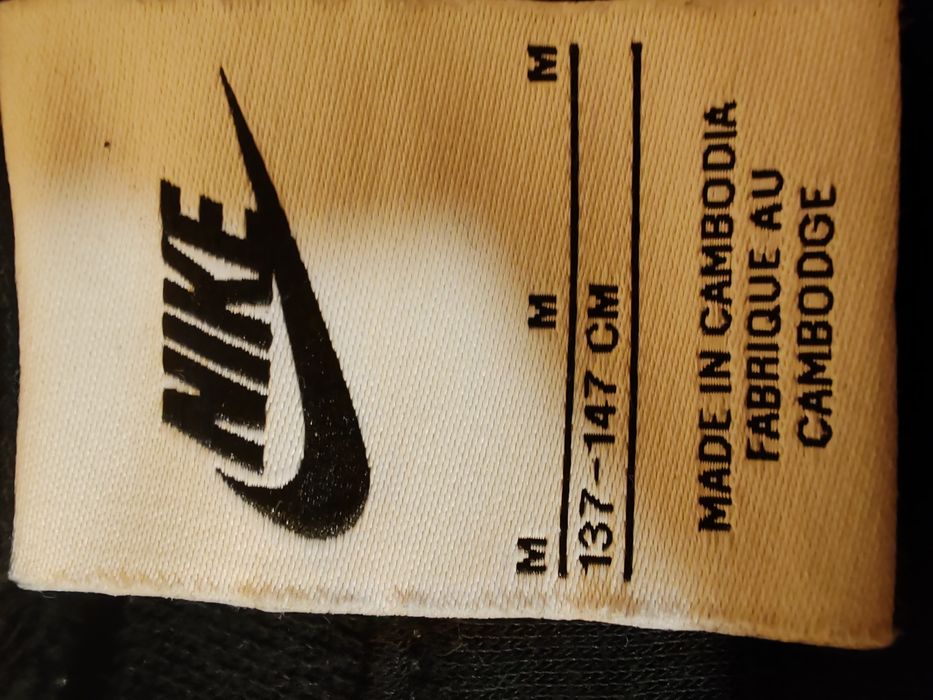 NIKE
M M M
137-147 CM
MADE IN CAMBODIA
FABRIQUE AU
CAMBODGE